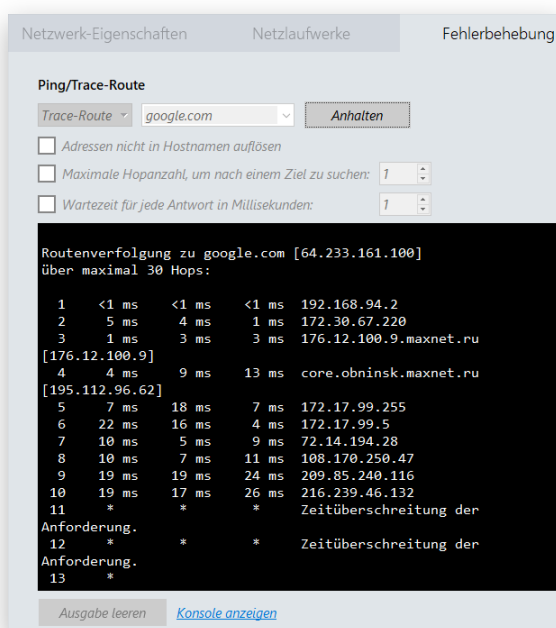 Netzwerk-Eigenschaften Netzlaufwerke Fehlerbehebung
Ping/Trace-Route
Trace-Route google.com Anhalten
Adressen nicht in Hostnamen auflösen
Maximale Hopanzahl, um nach einem Ziel zu suchen: 1
Wartezeit für jede Antwort in Millisekunden: 1
Routenverfolgung zu google.com [64.233.161.100]
über maximal 30 Hops:
1 <1 ms <1 ms <1 ms 192.168.94.2
2 5 ms 4 ms 1 ms 172.30.67.220
3 1 ms 3 ms 3 ms 176.12.100.9.maxnet.ru
[176.12.100.9]
4 4 ms 9 ms 13 ms core.obninsk.maxnet.ru
[195.112.96.62]
5 7 ms 18 ms 7 ms 172.17.99.255
6 22 ms 16 ms 4 ms 172.17.99.5
7 10 ms 5 ms 9 ms 72.14.194.28
8 10 ms 7 ms 11 ms 108.170.250.47
9 19 ms 19 ms 24 ms 209.85.240.116
10 19 ms 17 ms 26 ms 216.239.46.132
11 * * * Zeitüberschreitung der
Anforderung.
12 * * * Zeitüberschreitung der
Anforderung.
13 *
Ausgabe leeren Konsole anzeigen